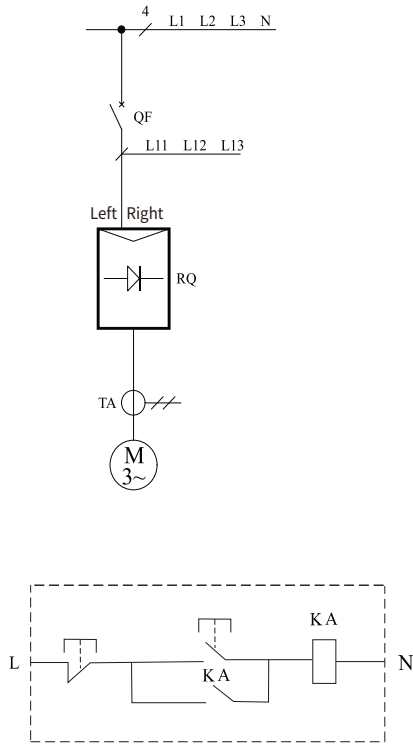 4
L1 L2 L3 N
QF
L11 L12 L13
Left Right
RQ
TA
M
3~
KA
L
KA
N